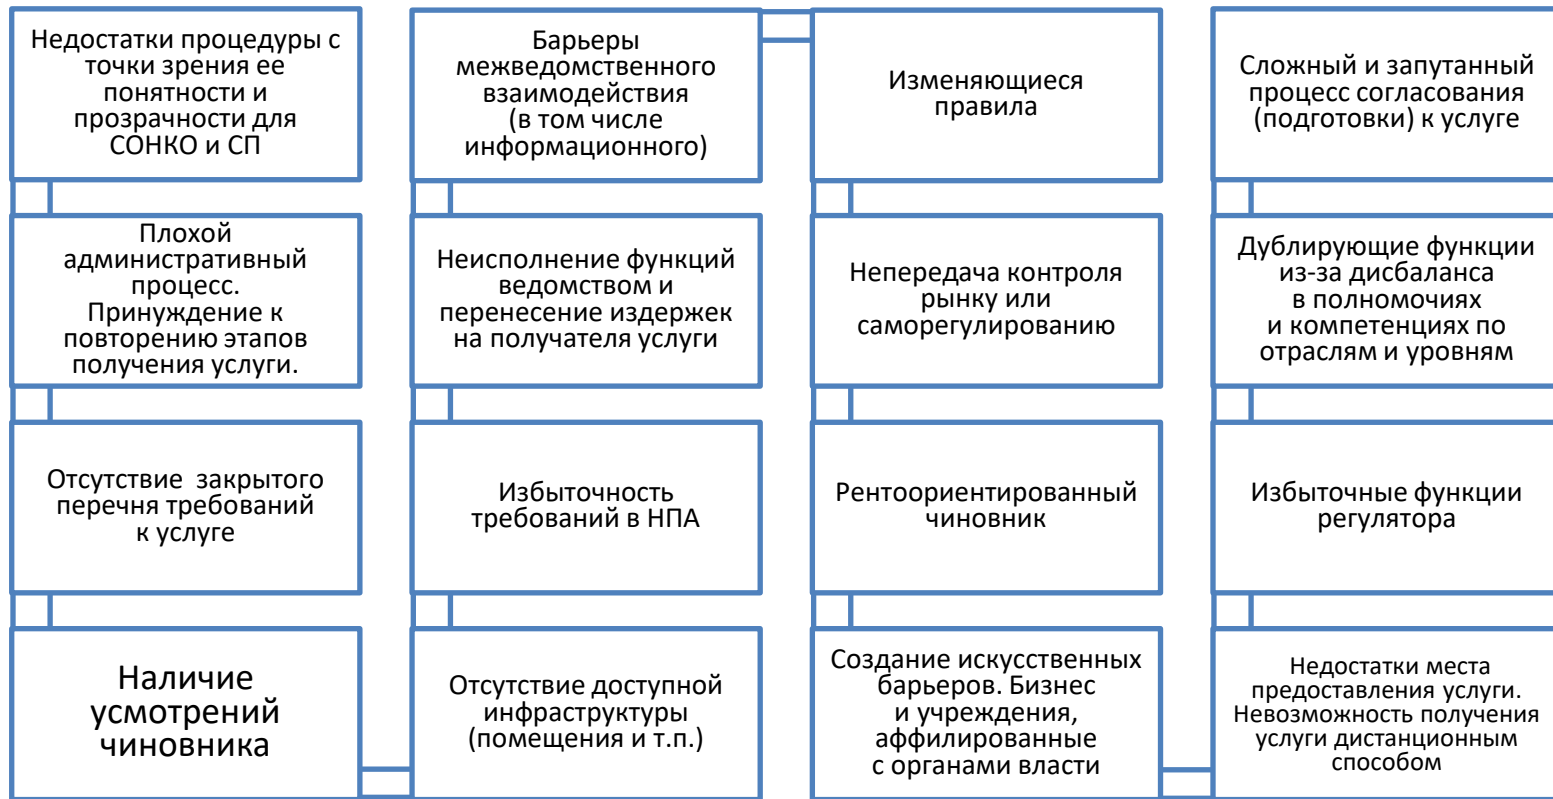 Недостатки процедуры с
точки зрения ее
понятности и
прозрачности для
СОНКО и СП
Плохой
административный
процесс.
Принуждение к
повторению этапов
получения услуги.
Отсутствие закрытого
перечня требований
к услуге
Наличие
усмотрений
чиновника
Барьеры
межведомственного
взаимодействия
(в том числе
информационного)
Неисполнение функций
ведомством и
перенесение издержек
на получателя услуги
Избыточность
требований в НПА
Отсутствие доступной
инфраструктуры
(помещения и т.п.)
Изменяющиеся
правила
Непередача контроля
рынку или
саморегулированию
Рентоориентированный
чиновник
Создание искусственных
барьеров. Бизнес
и учреждения,
аффилированные
с органами власти
Сложный и запутанный
процесс согласования
(подготовки) к услуге
Дублирующие функции
из-за дисбаланса
в полномочиях
и компетенциях по
отраслям и уровням
Избыточные функции
регулятора
Недостатки места
предоставления услуги.
Невозможность получения
услуги дистанционным
способом